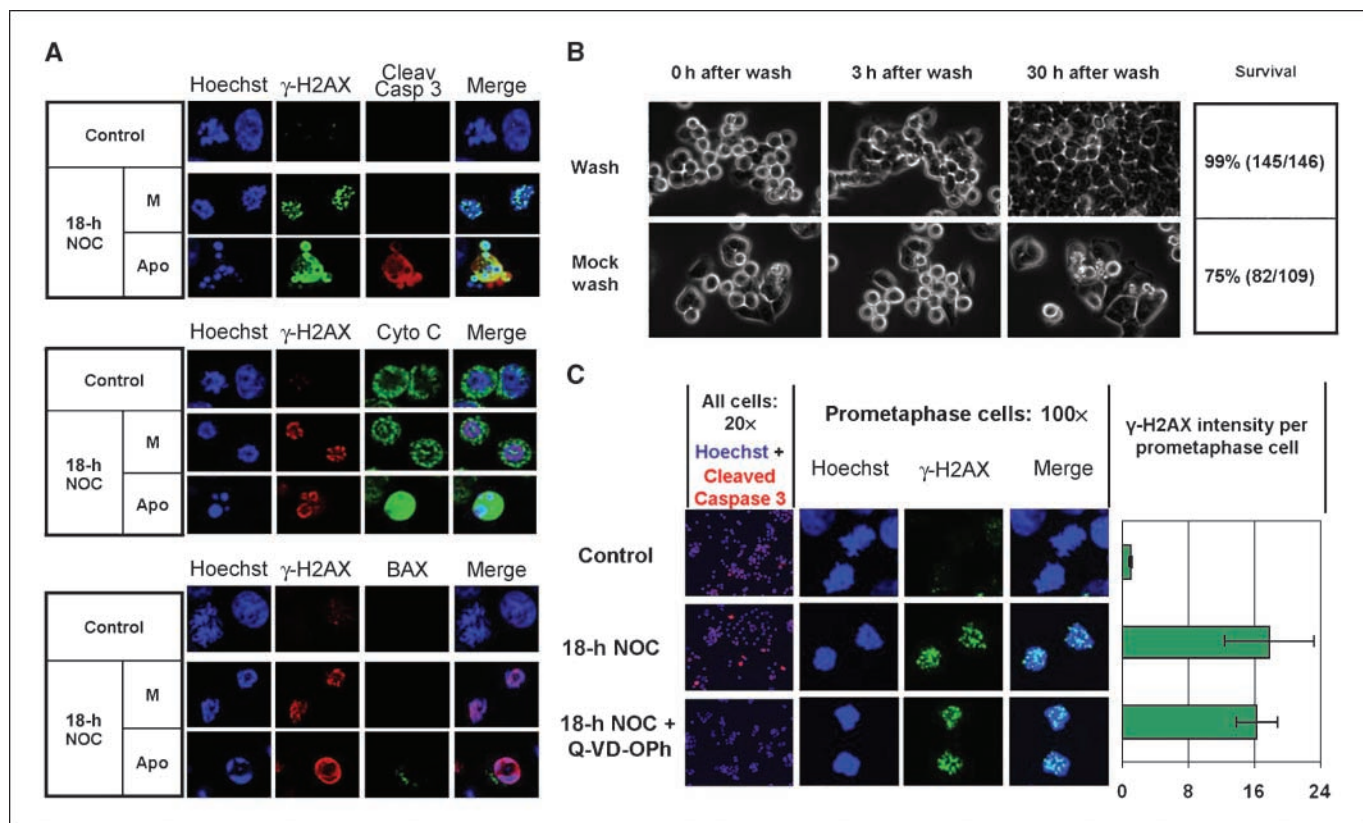 A
Hoechst γ-H2AX Cleav Casp 3 Merge
Control
18-h NOC
M
Apo
Hoechst γ-H2AX Cyto C Merge
Control
18-h NOC
M
Apo
Hoechst γ-H2AX BAX Merge
Control
18-h NOC
M
Apo
B
0 h after wash 3 h after wash 30 h after wash Survival
Wash
99% (145/146)
Mock wash
75% (82/109)
C
All cells: 20×
Hoechst + Cleaved Caspase 3
Prometaphase cells: 100×
Hoechst γ-H2AX Merge
γ-H2AX intensity per prometaphase cell
Control
18-h NOC
18-h NOC + Q-VD-OPh
0 8 16 24